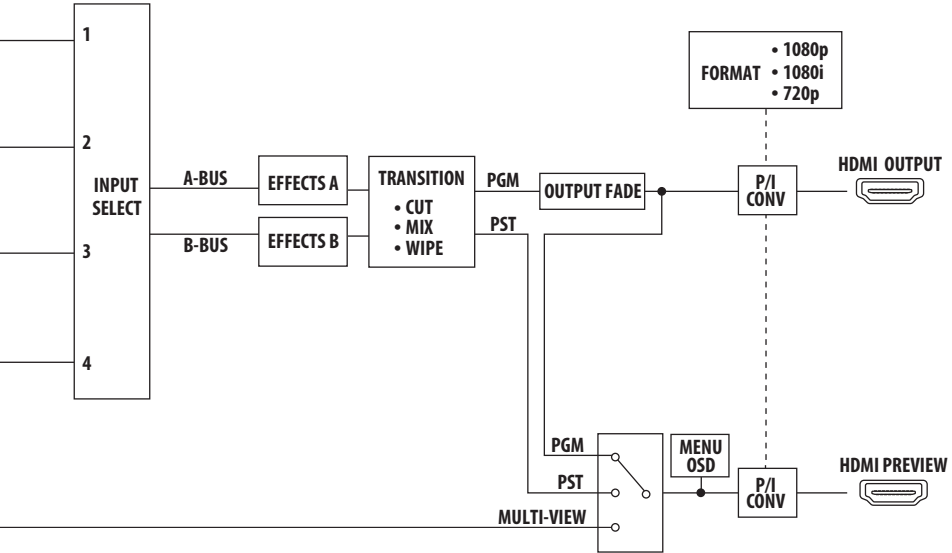 1
2
3
4
INPUT
SELECT
A-BUS
B-BUS
EFFECTS A
EFFECTS B
TRANSITION
• CUT
• MIX
• WIPE
PGM
PST
OUTPUT FADE
FORMAT
• 1080p
• 1080i
• 720p
P/I
CONV
HDMI OUTPUT
PGM
PST
MULTI-VIEW
MENU
OSD
P/I
CONV
HDMI PREVIEW